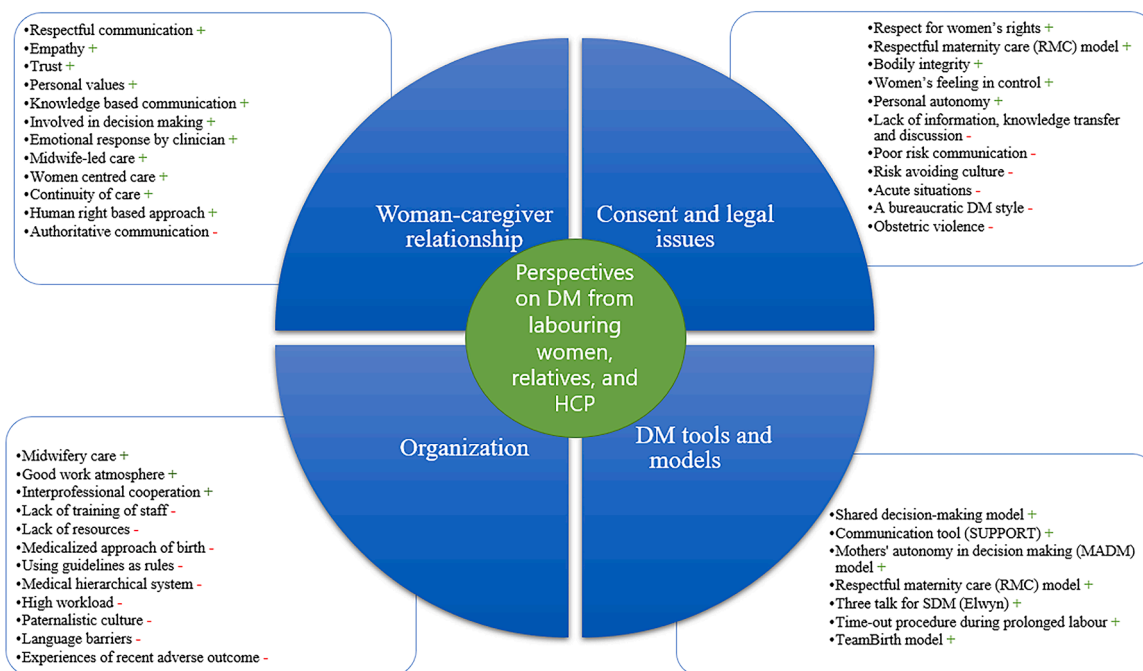 •Respectful communication +
•Empathy +
•Trust +
•Personal values +
•Knowledge based communication +
•Involved in decision making +
•Emotional response by clinician +
•Midwife-led care +
•Women centred care +
•Continuity of care +
•Human right based approach +
•Authoritative communication -
•Respect for women's rights +
•Respectful maternity care (RMC) model +
•Bodily integrity +
•Women's feeling in control +
•Personal autonomy +
•Lack of information, knowledge transfer
and discussion -
•Poor risk communication -
•Risk avoiding culture -
•Acute situations -
•A bureaucratic DM style -
•Obstetric violence -
Woman-caregiver
relationship
Consent and legal
issues
Perspectives
on DM from
labouring
women,
relatives, and
HCP
Organization
DM tools and
models
•Midwifery care +
•Good work atmosphere +
•Interprofessional cooperation +
•Lack of training of staff -
•Lack of resources -
•Medicalized approach of birth -
•Using guidelines as rules -
•Medical hierarchical system -
•High workload -
•Paternalistic culture -
•Language barriers -
•Experiences of recent adverse outcome -
•Shared decision-making model +
•Communication tool (SUPPORT) +
•Mothers' autonomy in decision making (MADM)
model +
•Respectful maternity care (RMC) model +
•Three talk for SDM (Elwyn) +
•Time-out procedure during prolonged labour +
•TeamBirth model +